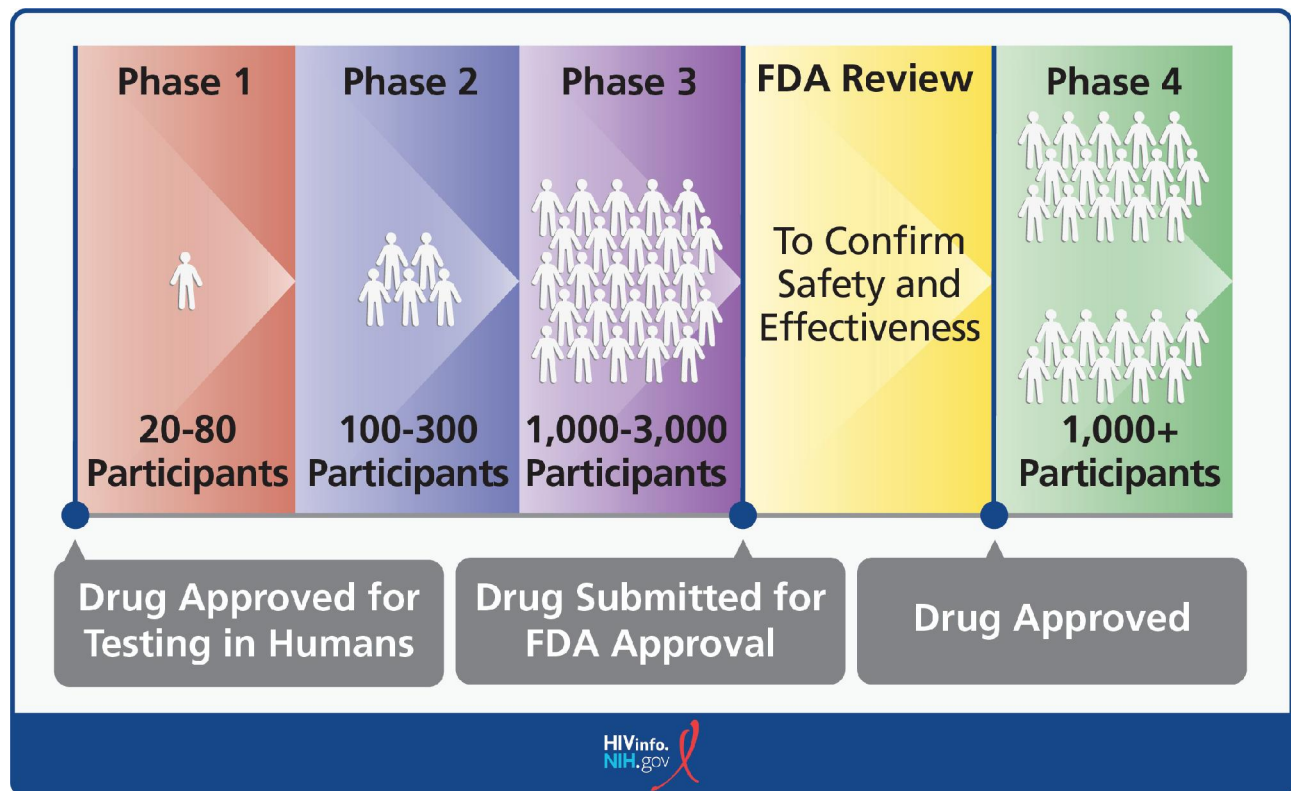 Phase 1
Phase 2
Phase 3
FDA Review
Phase 4
To Confirm
Safety and
Effectiveness
20-80
Participants
100-300
Participants
1,000-3,000
Participants
1,000+
Participants
Drug Approved for
Testing in Humans
Drug Submitted for
FDA Approval
Drug Approved
HIVinfo.
NIH.gov